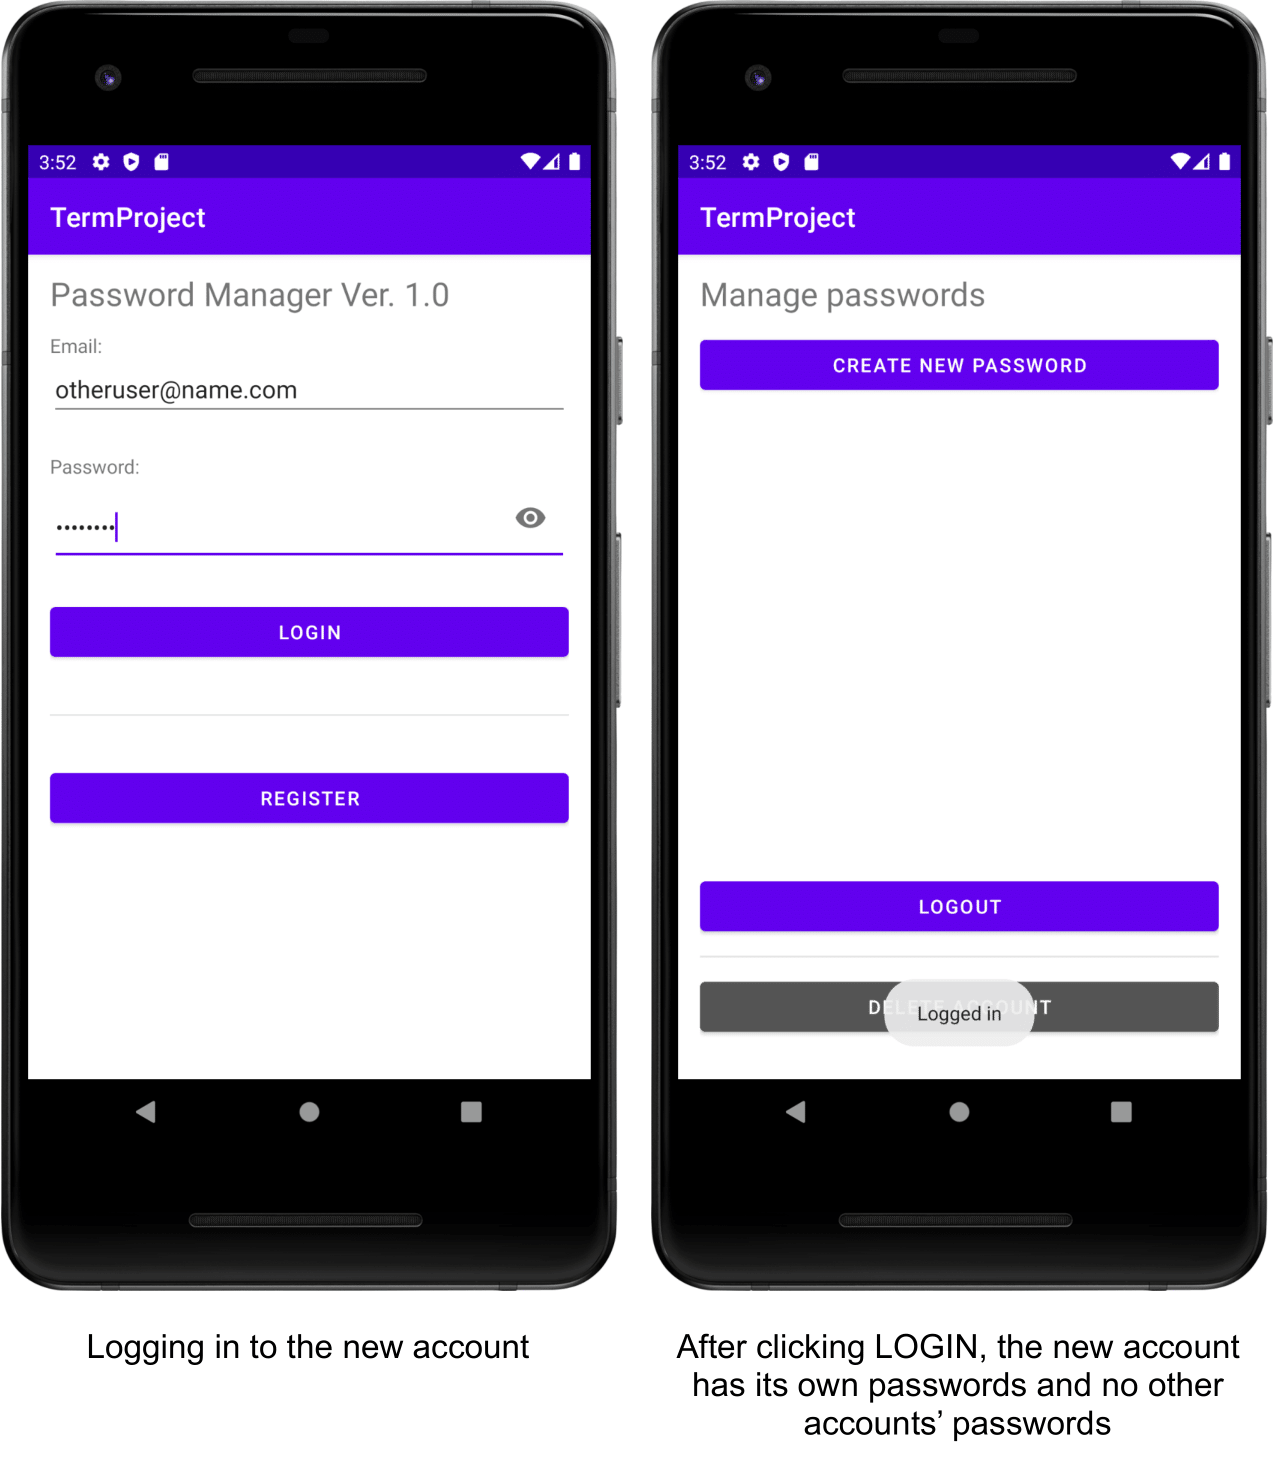 3:52
TermProject
Password Manager Ver. 1.0
Email:
otheruser@name.com
Password:
••••••••
LOGIN
REGISTER
Logging in to the new account
3:52
TermProject
Manage passwords
CREATE NEW PASSWORD
LOGOUT
DELETE ACCOUNT
Logged in
After clicking LOGIN, the new account
has its own passwords and no other
accounts’ passwords